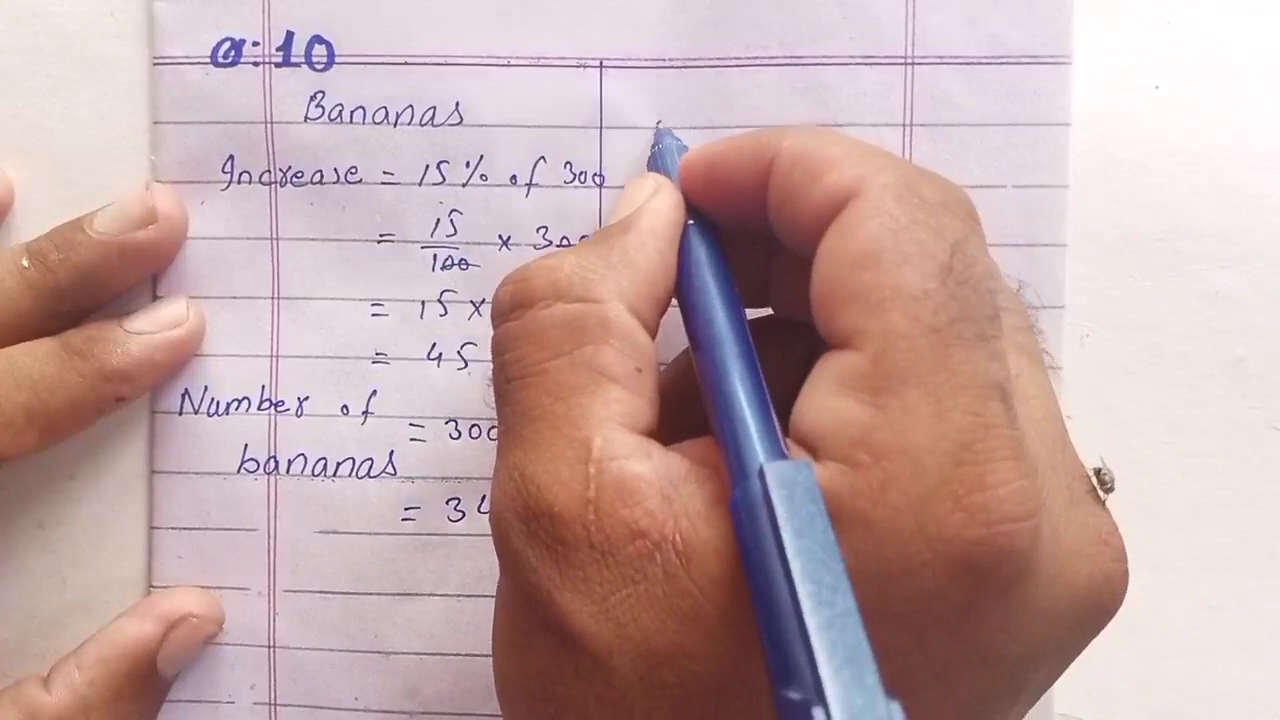 Q:10
Bananas
Increase = 15% of 300
= 15/100 × 300
= 15 ×
= 45
Number of
bananas
= 300
= 34